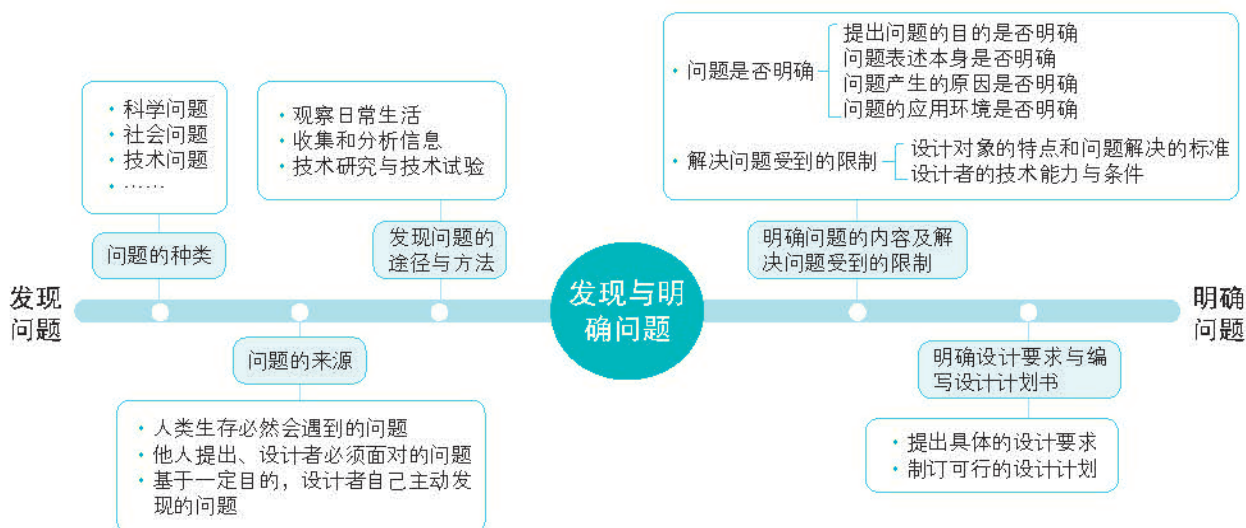 · 科学问题
· 社会问题
· 技术问题
· ……
问题的种类
· 观察日常生活
· 收集和分析信息
· 技术研究与技术试验
发现问题的
途径与方法
发现
问题
问题的来源
· 人类生存必然会遇到的问题
· 他人提出、设计者必须面对的问题
· 基于一定目的，设计者自己主动发
现的问题
发现与明
确问题
· 问题是否明确
提出问题的目的是否明确
问题表述本身是否明确
问题产生的原因是否明确
问题的应用环境是否明确
· 解决问题受到的限制
设计对象的特点和问题解决的标准
设计者的技术能力与条件
明确问题的内容及解
决问题受到的限制
明确
问题
明确设计要求与编
写设计计划书
· 提出具体的设计要求
· 制订可行的设计计划